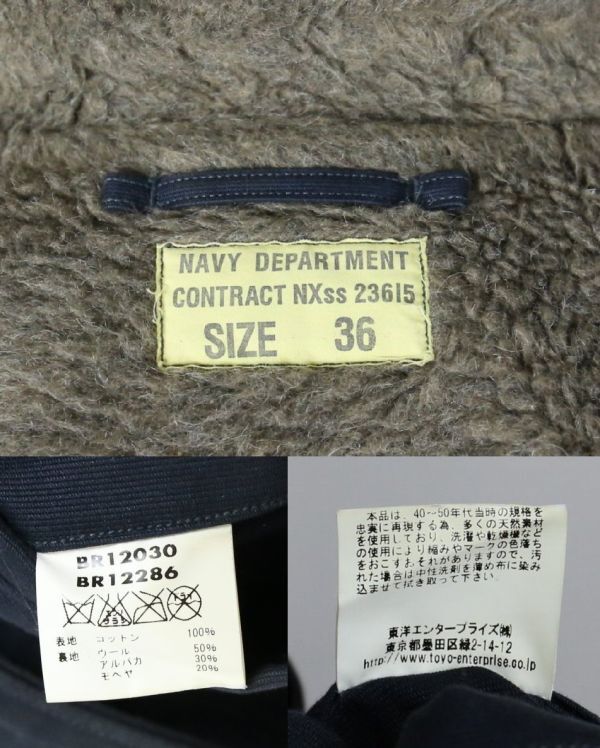 NAVY DEPARTMENT
CONTRACT NXss 23615
SIZE 36
BR12030
BR12286
表地 コットン 100%
裏地 ウール 50%
アルパカ 30%
モヘヤ 20%
本品は、40～50年代当時の規格を
忠実に再現する為、多くの天然素材
を使用しており、洗濯や乾燥機など
の使用により縮みやマークの色落ち
をおこすおそれがありますので、汚
れた場合は中性洗剤を薄め布に染み
込ませて拭き取って下さい。
東洋エンタープライズ㈱
東京都墨田区緑2-14-12
http://www.toyo-enterprise.co.jp